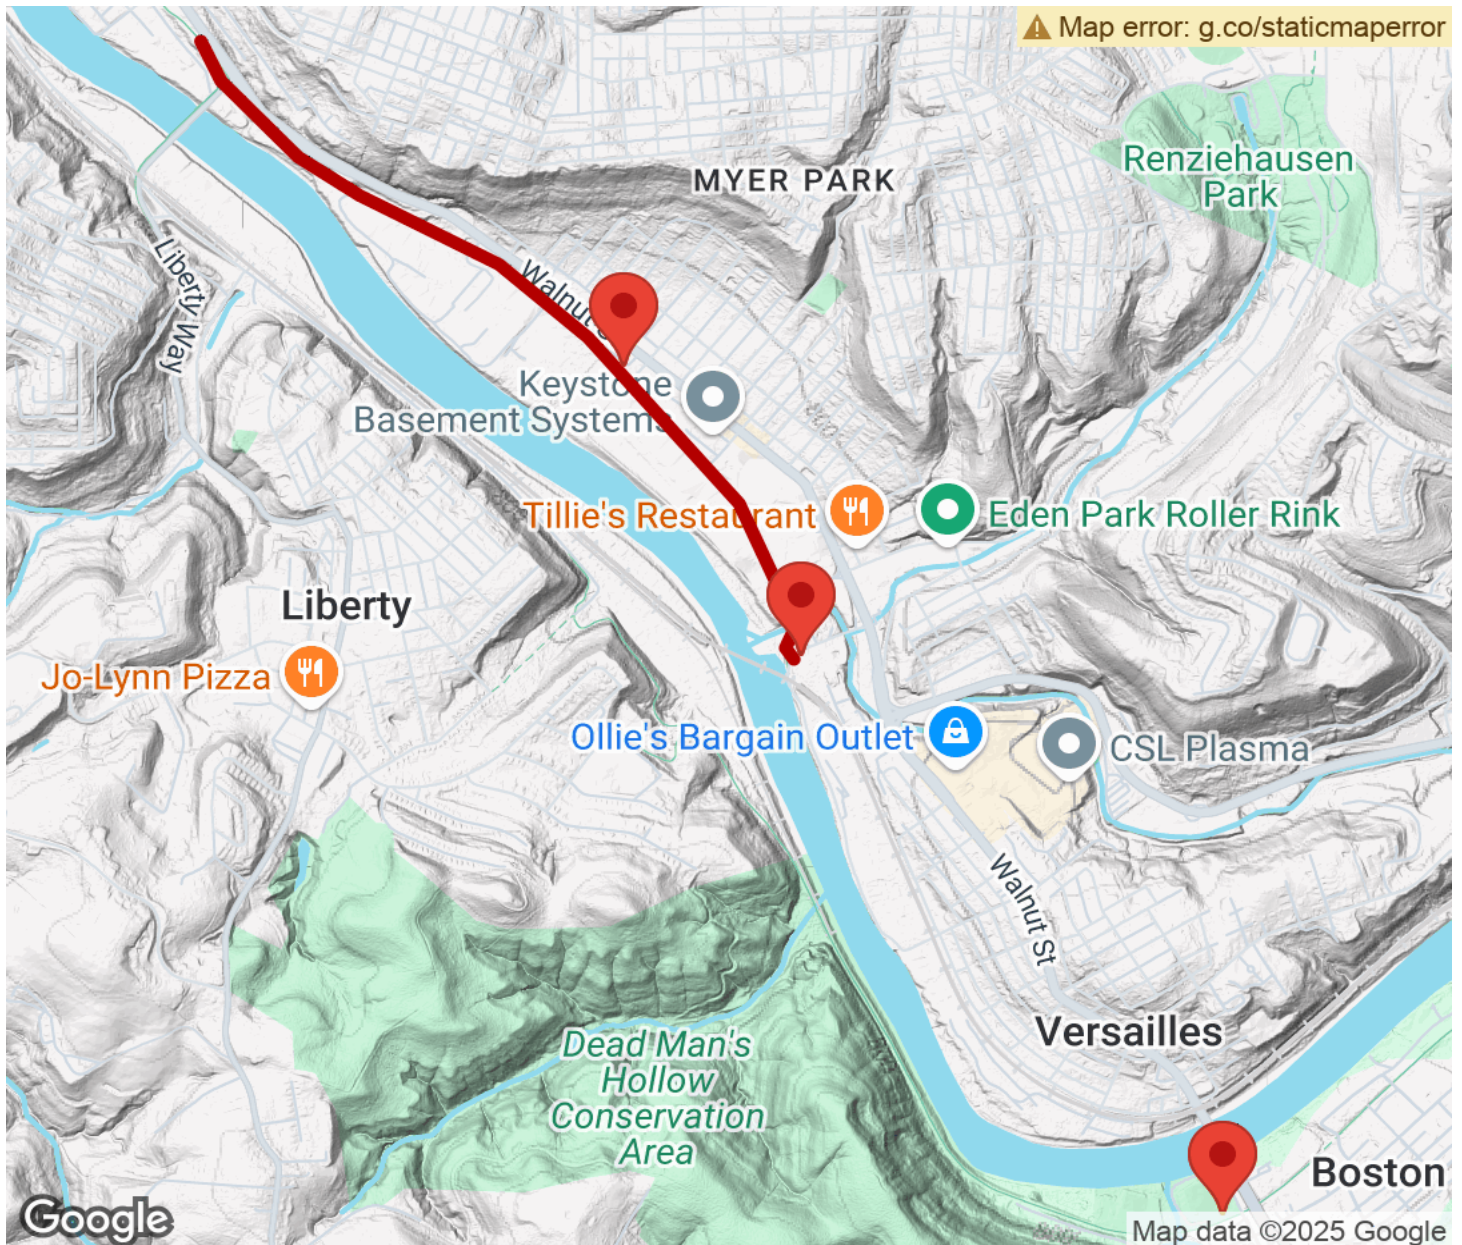 Map error: g.co/staticmaperror
Renziehausen
Park
MYER PARK
Liberty Way
Walnut
Keystone
Basement Systems
Tillie's Restaurant
Eden Park Roller Rink
Liberty
Jo-Lynn Pizza
Ollie's Bargain Outlet
CSL Plasma
Walnut St
Versailles
Dead Man's
Hollow
Conservation
Area
Boston
Google
Map data ©2025 Google